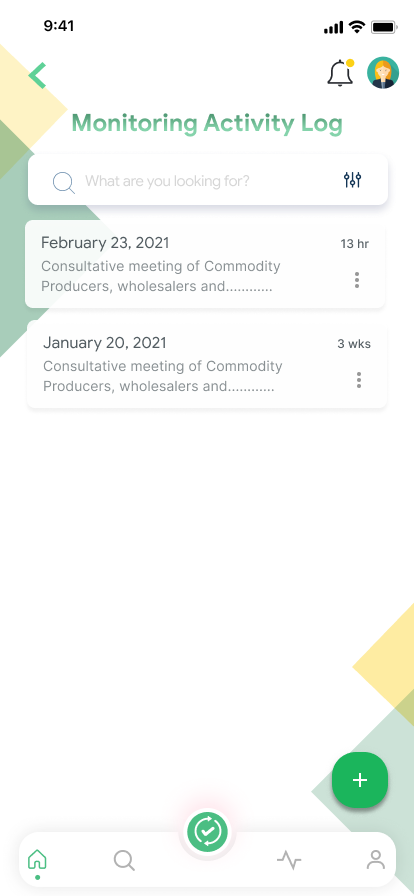 9:41
Monitoring Activity Log
What are you looking for?
February 23, 2021
13 hr
Consultative meeting of Commodity
Producers, wholesalers and............
January 20, 2021
3 wks
Consultative meeting of Commodity
Producers, wholesalers and............